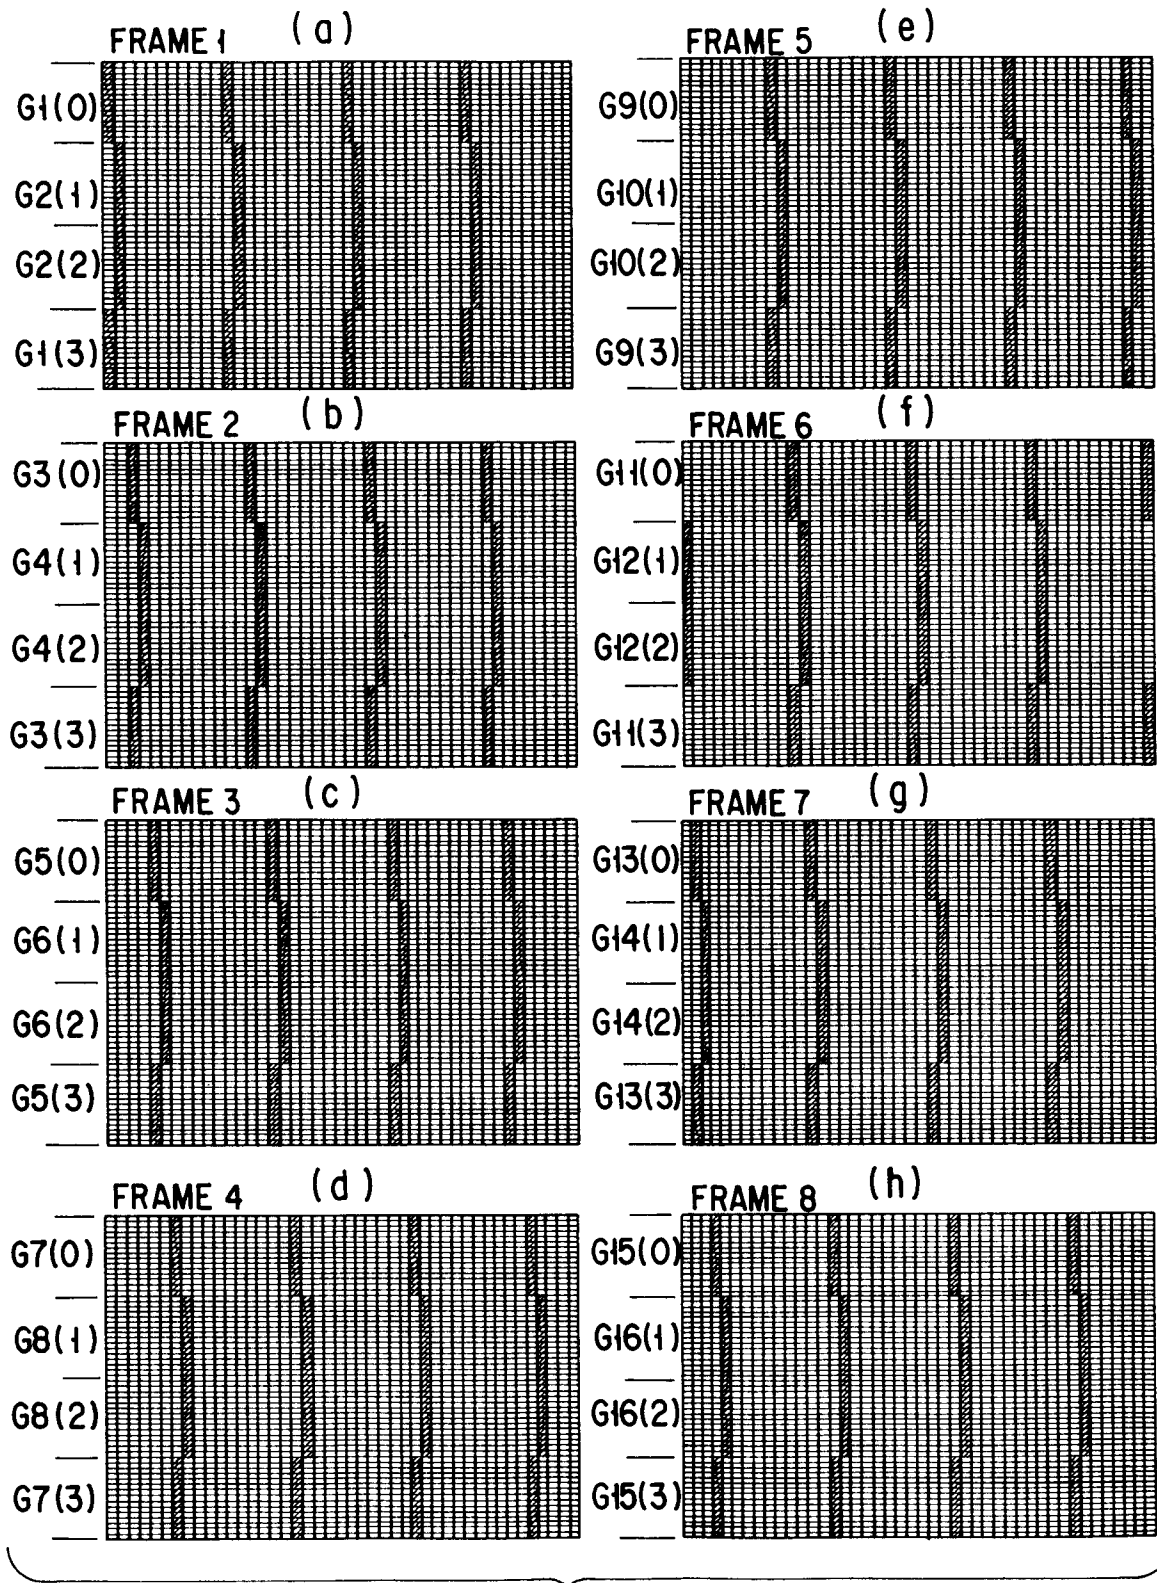 FRAME 1 (a)
G1(0)
G2(1)
G2(2)
G1(3)
FRAME 2 (b)
G3(0)
G4(1)
G4(2)
G3(3)
FRAME 3 (c)
G5(0)
G6(1)
G6(2)
G5(3)
FRAME 4 (d)
G7(0)
G8(1)
G8(2)
G7(3)
FRAME 5 (e)
G9(0)
G10(1)
G10(2)
G9(3)
FRAME 6 (f)
G11(0)
G12(1)
G12(2)
G11(3)
FRAME 7 (g)
G13(0)
G14(1)
G14(2)
G13(3)
FRAME 8 (h)
G15(0)
G16(1)
G16(2)
G15(3)